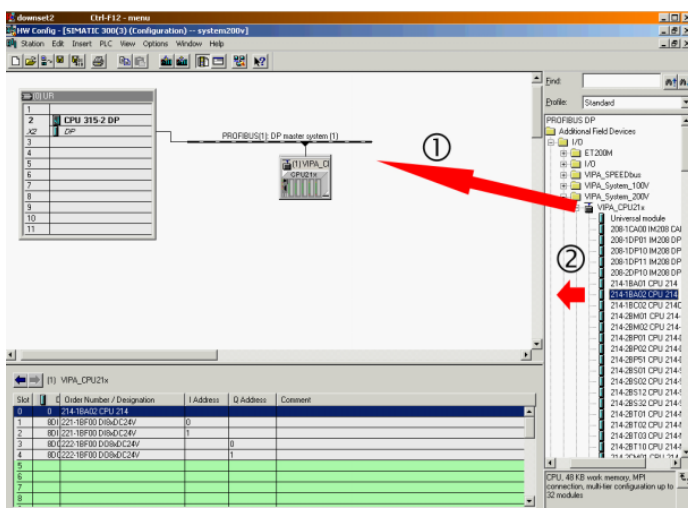 downset2 Ctrl-F12 - menu
HW Config - [SIMATIC 300(3) (Configuration) -- system200v]
Station Edit Insert PLC View Options Window Help
(0) UR
1
2 CPU 315-2 DP
X2 DP
3
4
5
6
7
8
9
10
11
PROFIBUS(1): DP master system (1)
(1) VIPA_CI
CPU21x
①
②
Find:
Profile: Standard
PROFIBUS DP
Additional Field Devices
I/O
ET200M
I/O
VIPA_SPEEDbus
VIPA_System_100V
VIPA_System_200V
VIPA_CPU21x
Universal module
208-1CA00 IM208 CAI
208-1DP01 IM208 DP
208-1DP10 IM208 DP
208-1DP11 IM208 DP
208-2DP10 IM208 DP
214-1BA01 CPU 214
214-1BA02 CPU 214
214-1BC02 CPU 214C
214-2BM01 CPU 214-
214-2BM02 CPU 214-
214-2BP01 CPU 214-
214-2BP02 CPU 214-
214-2BP51 CPU 214-
214-2BS01 CPU 214-
214-2BS02 CPU 214-
214-2BS12 CPU 214-
214-2BS32 CPU 214-
214-2BT01 CPU 214-
214-2BT02 CPU 214-
214-2BT03 CPU 214-
214-2BT10 CPU 214-
214-2CM01 CPU 214-
CPU, 48 KB work memory, MPI
connection, multi-tier configuration up to
32 modules
(1) VIPA_CPU21x
Slot D Order Number / Designation I Address Q Address Comment
0 0 214-1BA02 CPU 214
1 8DI 221-1BF00 DI8xDC24V 0
2 8DI 221-1BF00 DI8xDC24V 1
3 8DO 222-1BF00 DO8xDC24V 0
4 8DO 222-1BF00 DO8xDC24V 1
5
6
7
8
9